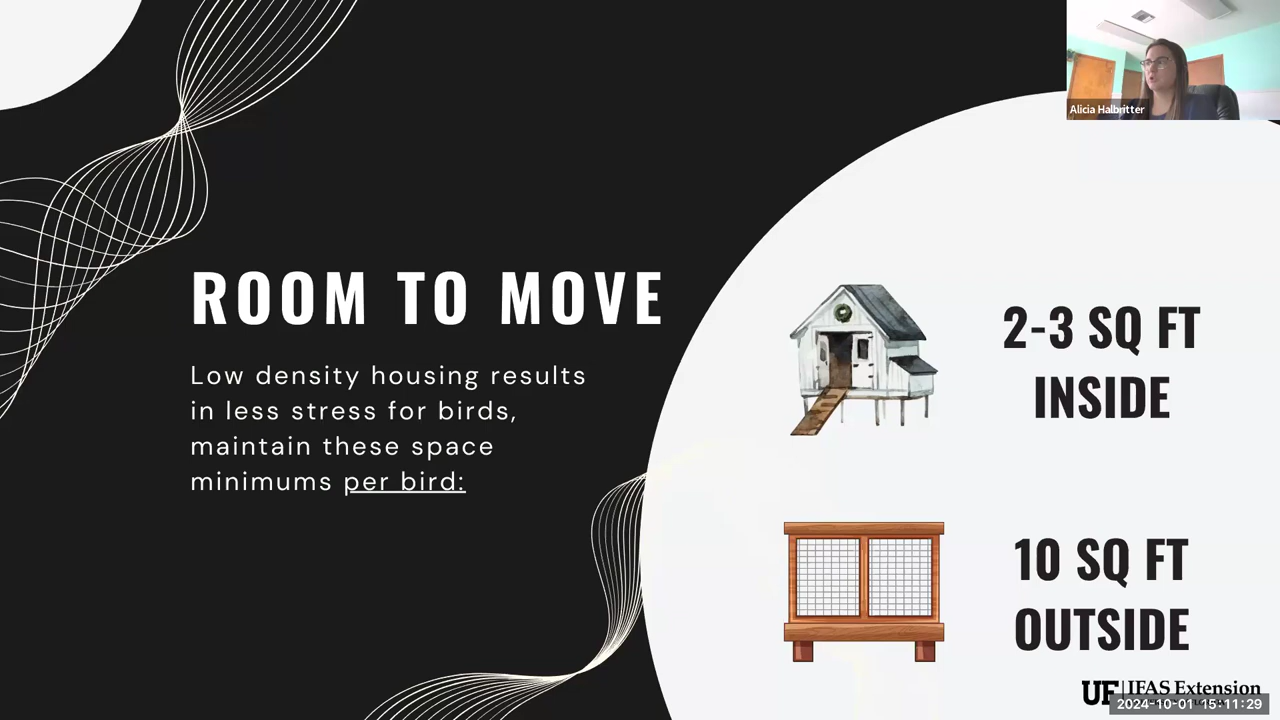 Alicia Halbritter
ROOM TO MOVE
Low density housing results
in less stress for birds,
maintain these space
minimums per bird:
2-3 SQ FT
INSIDE
10 SQ FT
OUTSIDE
UF IFAS Extension
2024-10-01 15:11:29